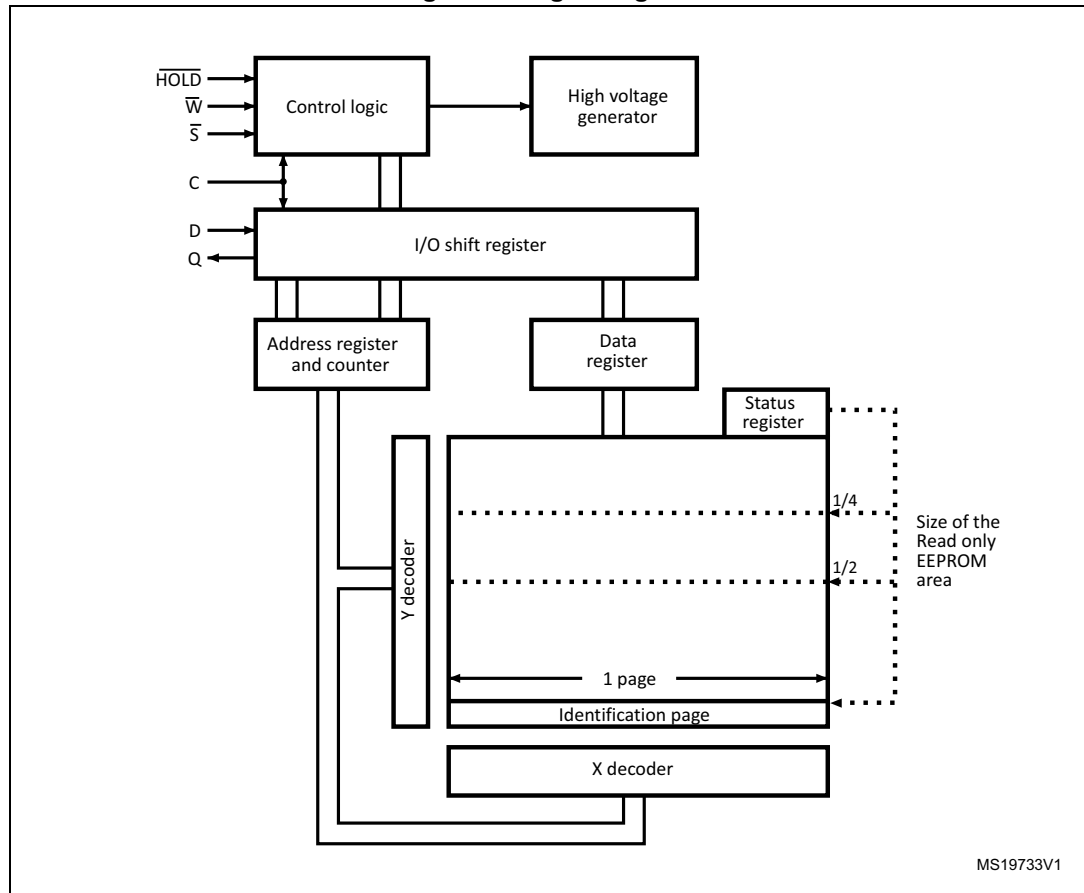 HOLD
W
S
C
D
Q
Control logic
High voltage
generator
I/O shift register
Address register
and counter
Data
register
Status
register
Y decoder
1/4
1/2
Size of the
Read only
EEPROM
area
1 page
Identification page
X decoder
MS19733V1